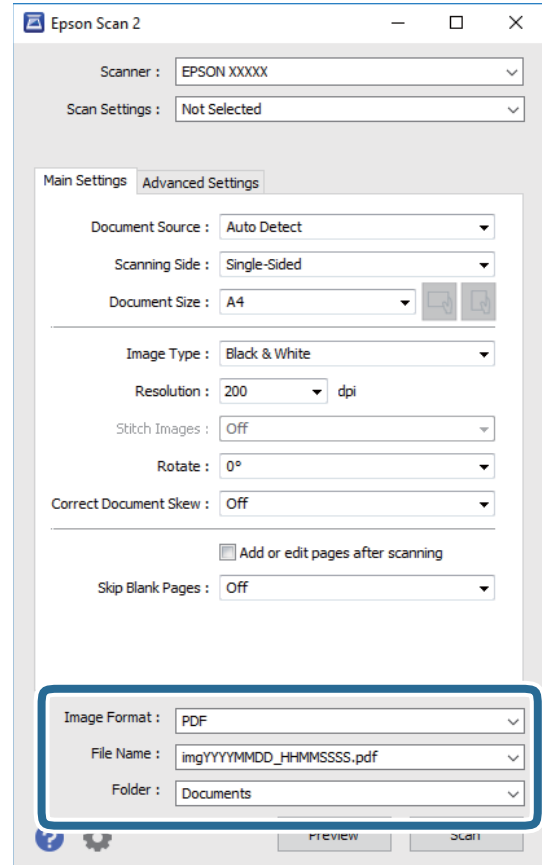 Epson Scan 2
Scanner : EPSON XXXXX
Scan Settings : Not Selected
Main Settings Advanced Settings
Document Source : Auto Detect
Scanning Side : Single-Sided
Document Size : A4
Image Type : Black & White
Resolution : 200 dpi
Stitch Images : Off
Rotate : 0°
Correct Document Skew : Off
Add or edit pages after scanning
Skip Blank Pages : Off
Image Format : PDF
File Name : imgYYYYMMDD_HHMMSSSS.pdf
Folder : Documents
? Preview Scan